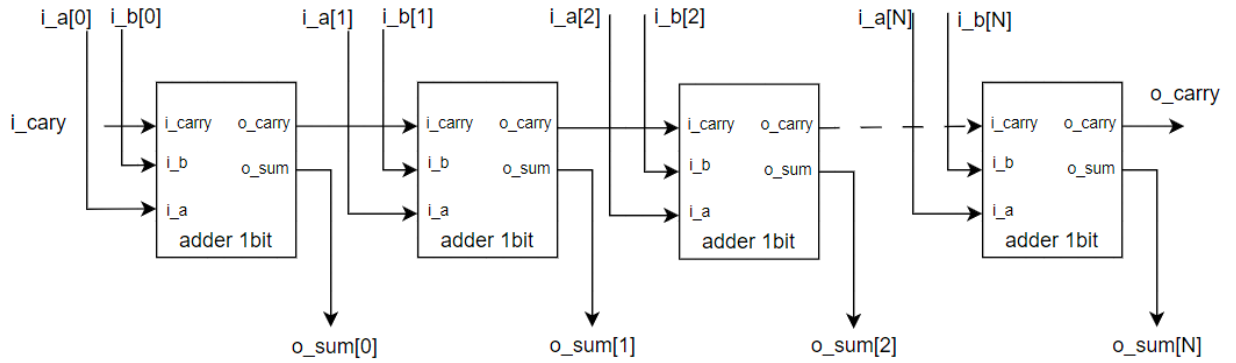 i_a[0] i_b[0] i_a[1] i_b[1] i_a[2] i_b[2] i_a[N] i_b[N]
i_cary
i_carry o_carry
i_b
o_sum
i_a
adder 1bit
i_carry o_carry
i_b
o_sum
i_a
adder 1bit
i_carry o_carry
i_b
o_sum
i_a
adder 1bit
i_carry o_carry
i_b
o_sum
i_a
adder 1bit
o_carry
o_sum[0] o_sum[1] o_sum[2] o_sum[N]